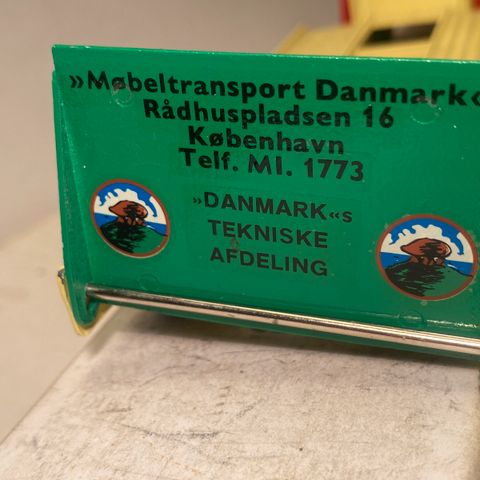 »Møbeltransport Danmark«
Rådhuspladsen 16
København
Telf. MI. 1773
»DANMARK«s
TEKNISKE
AFDELING